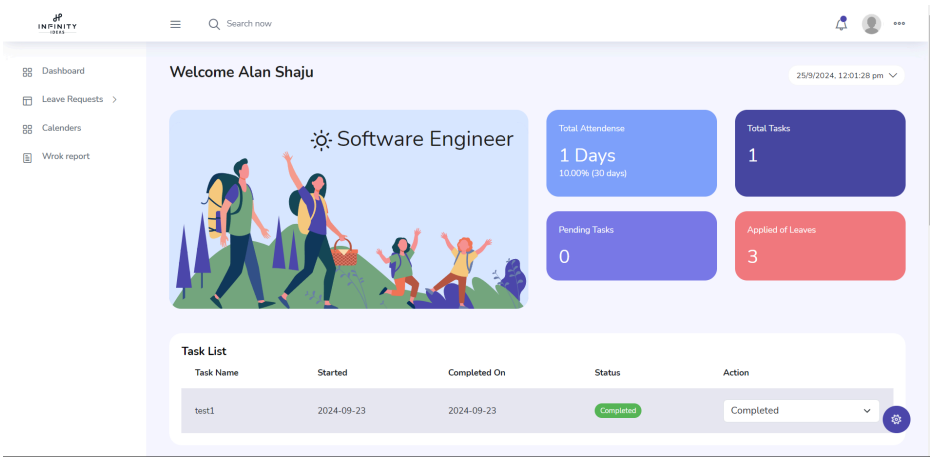 INFINITY
IDEAS
Search now
Dashboard
Leave Requests
Calenders
Wrok report
Welcome Alan Shaju
25/9/2024, 12:01:28 pm
Software Engineer
Total Attendense
1 Days
10.00% (30 days)
Total Tasks
1
Pending Tasks
0
Applied of Leaves
3
Task List
Task Name Started Completed On Status Action
test1 2024-09-23 2024-09-23 Completed Completed